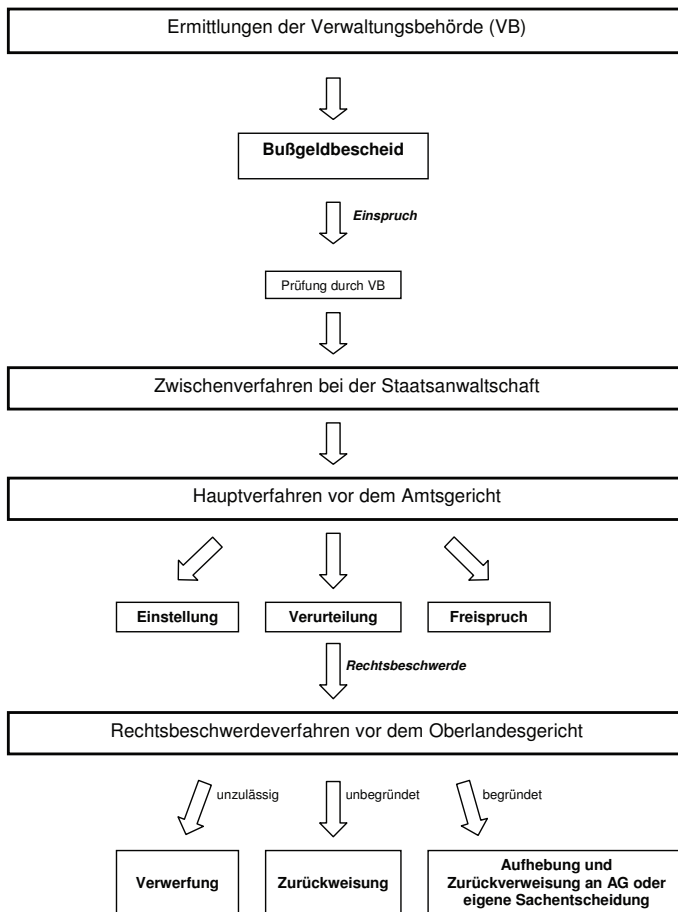 Ermittlungen der Verwaltungsbehörde (VB)
Bußgeldbescheid
Einspruch
Prüfung durch VB
Zwischenverfahren bei der Staatsanwaltschaft
Hauptverfahren vor dem Amtsgericht
Einstellung
Verurteilung
Freispruch
Rechtsbeschwerde
Rechtsbeschwerdeverfahren vor dem Oberlandesgericht
unzulässig
unbegründet
begründet
Verwerfung
Zurückweisung
Aufhebung und
Zurückverweisung an AG oder
eigene Sachentscheidung